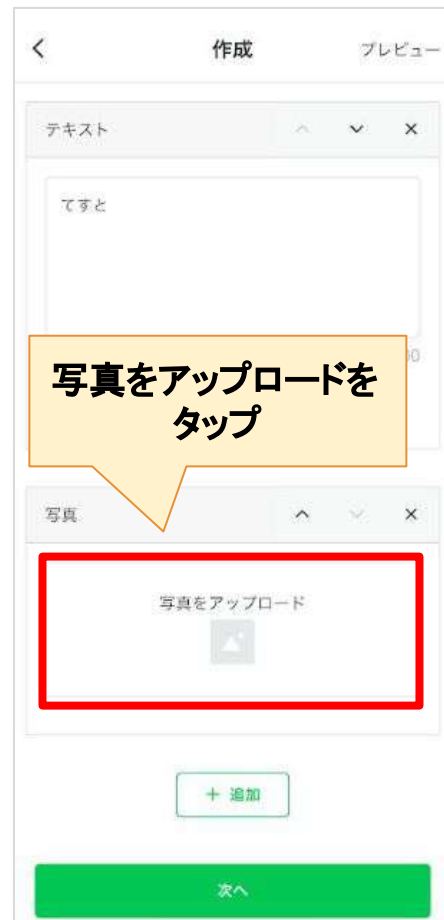 作成 プレビュー
テキスト
てすと
写真をアップロードを
タップ
写真
写真をアップロード
+ 追加
次へ